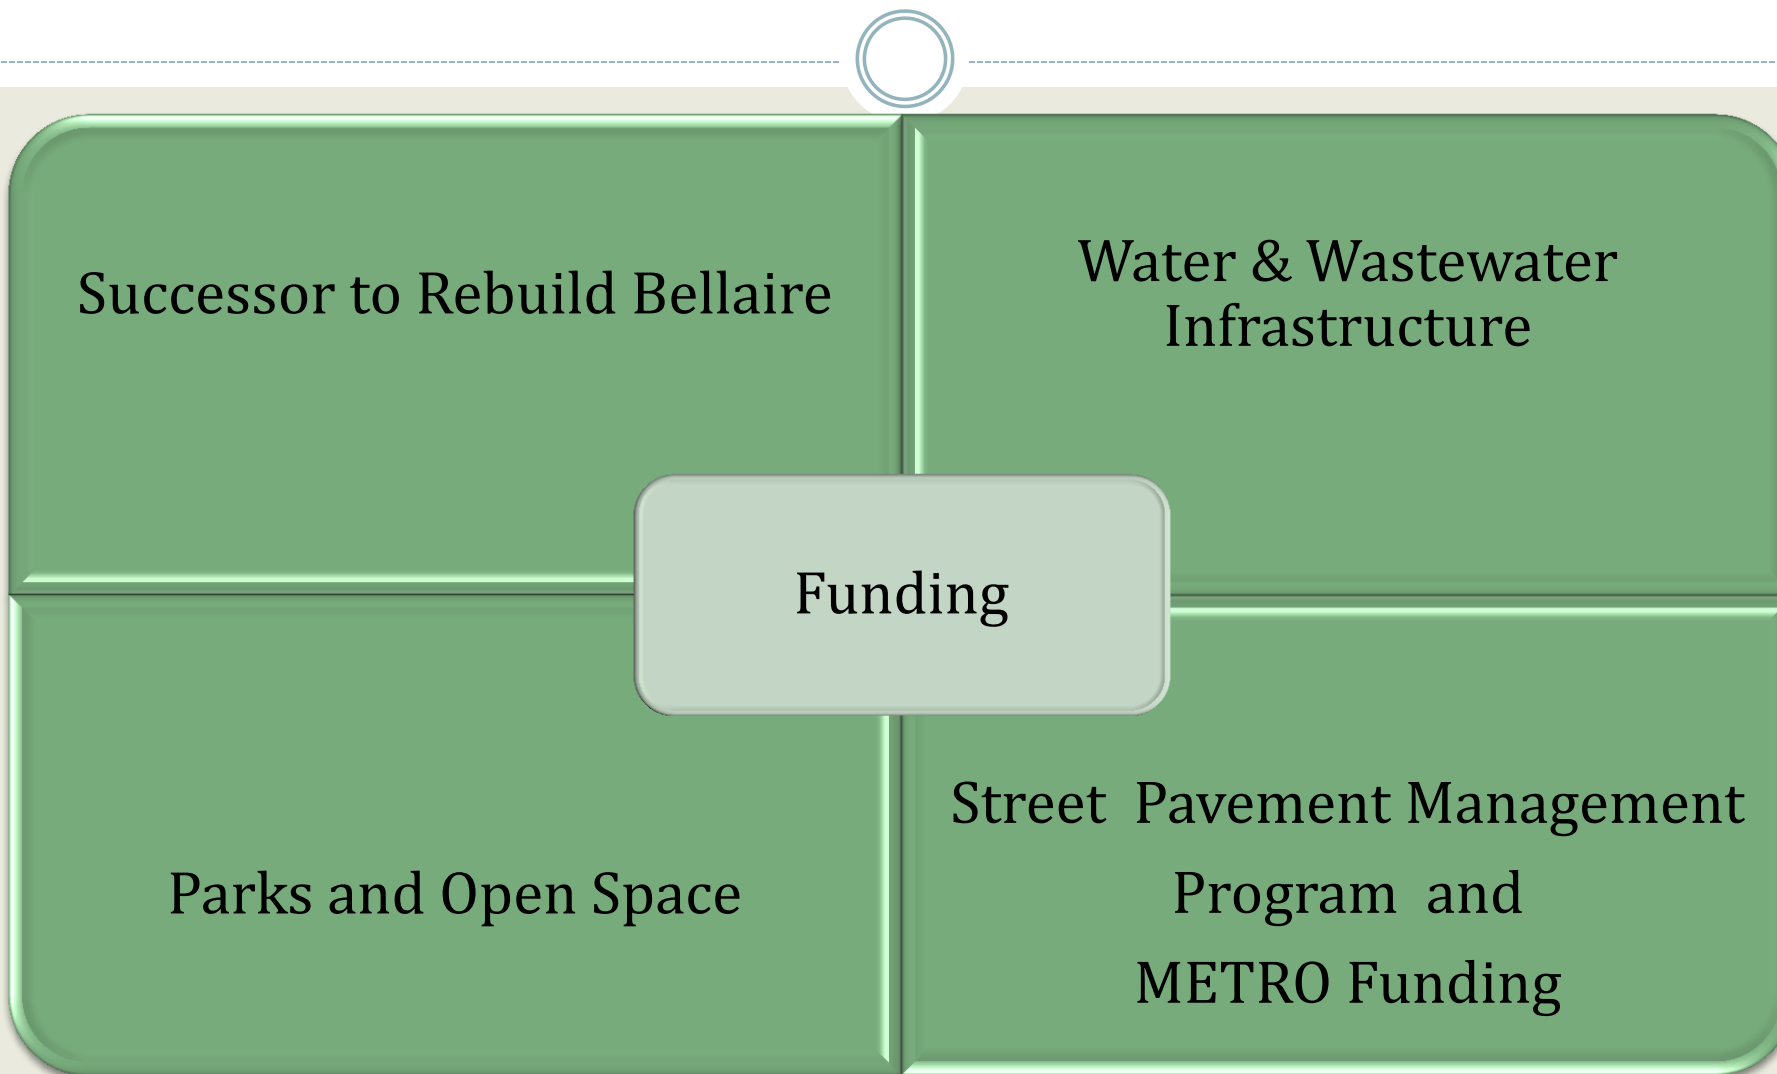 Successor to Rebuild Bellaire
Water & Wastewater
Infrastructure
Funding
Parks and Open Space
Street  Pavement Management
Program  and
METRO Funding